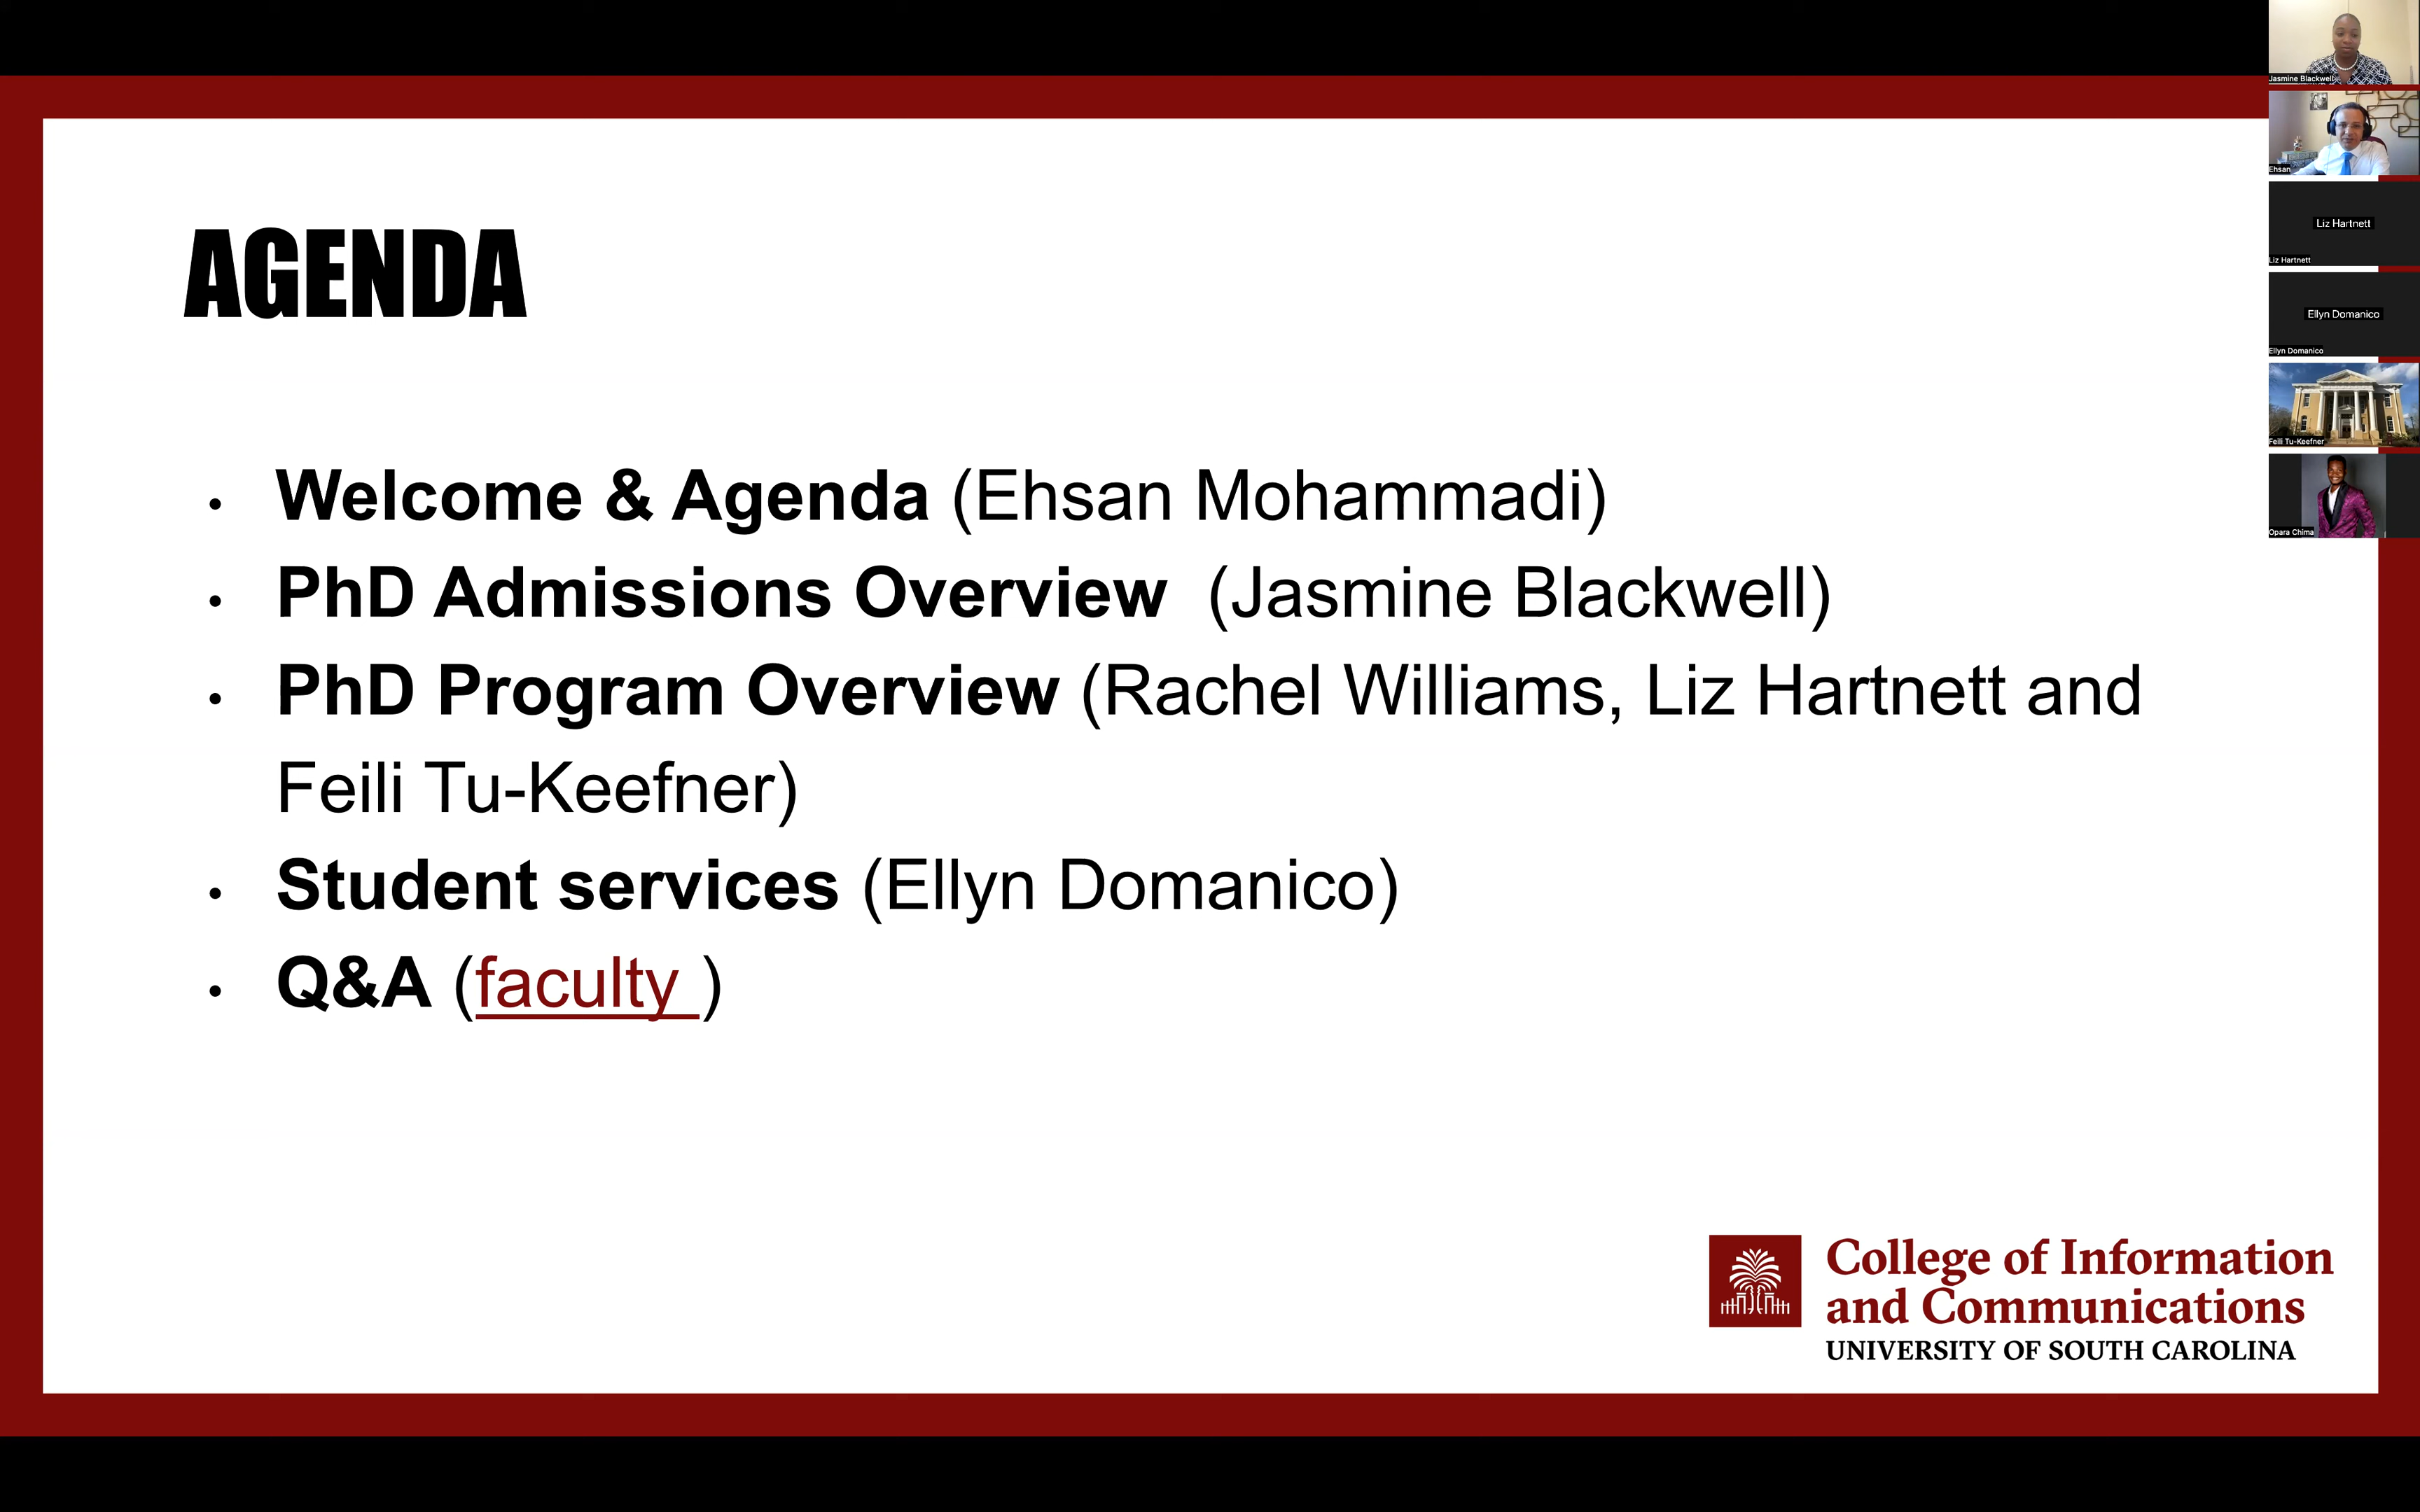 AGENDA
• Welcome & Agenda (Ehsan Mohammadi)
• PhD Admissions Overview (Jasmine Blackwell)
• PhD Program Overview (Rachel Williams, Liz Hartnett and
Feili Tu-Keefner)
• Student services (Ellyn Domanico)
• Q&A (faculty )
College of Information
and Communications
UNIVERSITY OF SOUTH CAROLINA
Jasmine Blackwell
Ehsan
Liz Hartnett
Liz Hartnett
Ellyn Domanico
Ellyn Domanico
Feili Tu-Keefner
Opara Chima